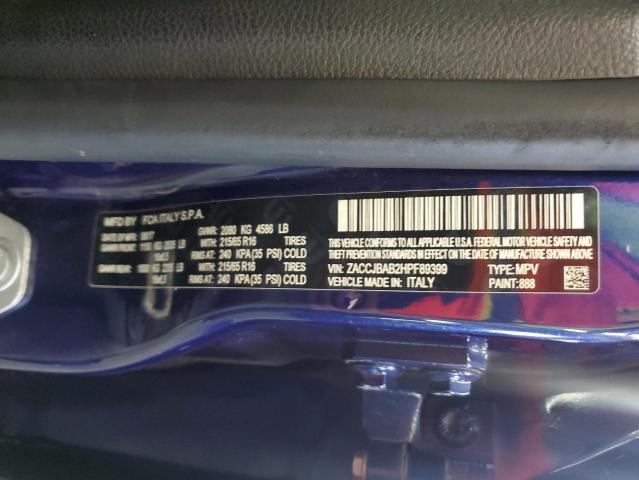 MFD BY FCA ITALY S.P.A.
GVWR: 2080 KG 4586 LB
WITH 215/65 R16 TIRES
RIMS AT: 240 KPA(35 PSI) COLD
WITH 215/65 R16 TIRES
RIMS AT: 240 KPA(35 PSI) COLD
THIS VEHICLE CONFORMS TO ALL APPLICABLE U.S.A. FEDERAL MOTOR VEHICLE SAFETY, BUMPER, AND
THEFT PREVENTION STANDARDS IN EFFECT ON THE DATE OF MANUFACTURE SHOWN ABOVE.
VIN: ZACCJBAB2HPF89399 TYPE: MPV
VEHICLE MADE IN: ITALY PAINT:888